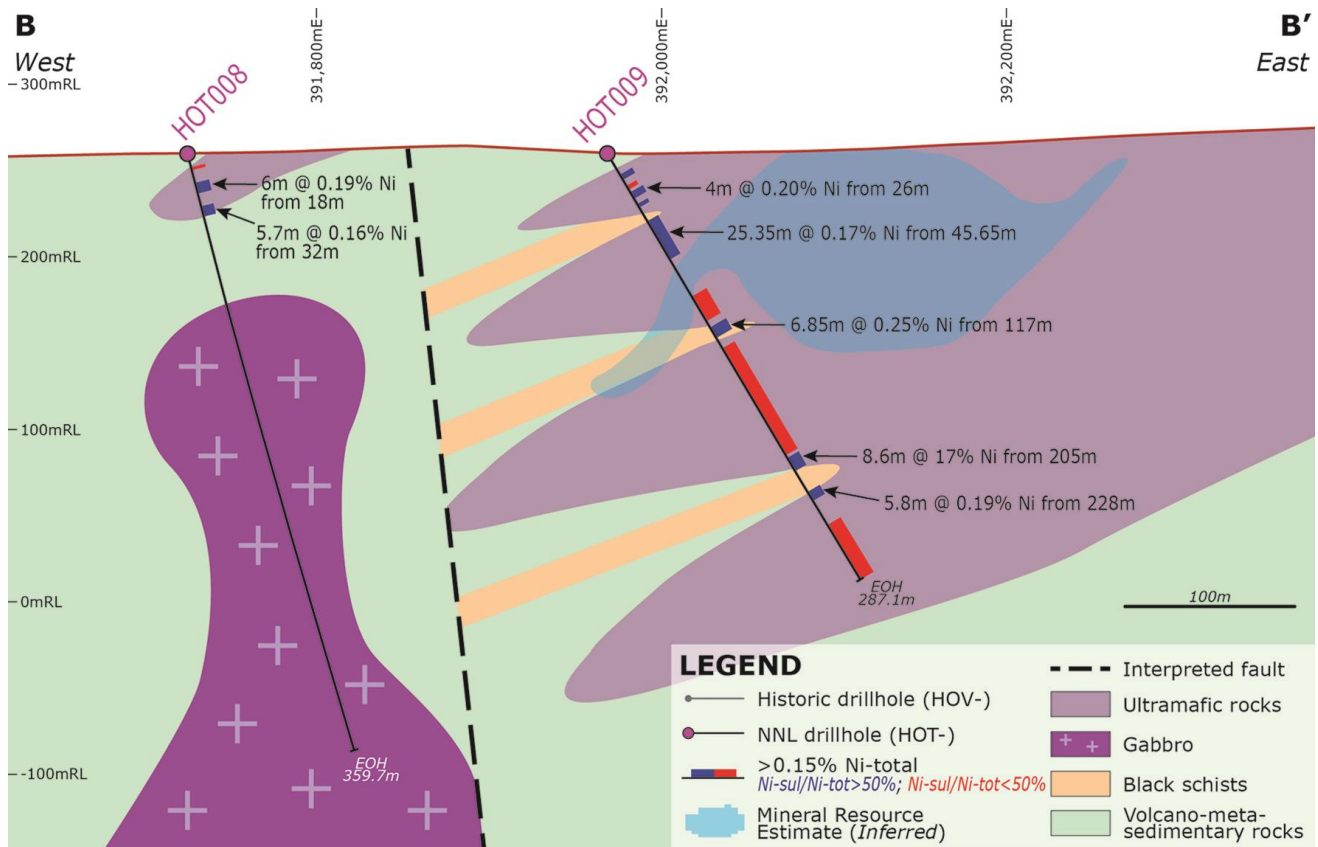 B
West
B’
East
391,800mE
392,000mE
392,200mE
300mRL
200mRL
100mRL
0mRL
-100mRL
HOT008
6m @ 0.19% Ni
from 18m
5.7m @ 0.16% Ni
from 32m
EOH
359.7m
HOT009
4m @ 0.20% Ni from 26m
25.35m @ 0.17% Ni from 45.65m
6.85m @ 0.25% Ni from 117m
8.6m @ 17% Ni from 205m
5.8m @ 0.19% Ni from 228m
EOH
287.1m
100m
LEGEND
Historic drillhole (HOV-)
NNL drillhole (HOT-)
>0.15% Ni-total
Ni-sul/Ni-tot>50%; Ni-sul/Ni-tot<50%
Mineral Resource
Estimate (Inferred)
Interpreted fault
Ultramafic rocks
Gabbro
Black schists
Volcano-meta-
sedimentary rocks